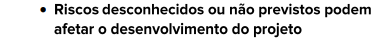 • Riscos desconhecidos ou não previstos podem
afetar o desenvolvimento do projeto